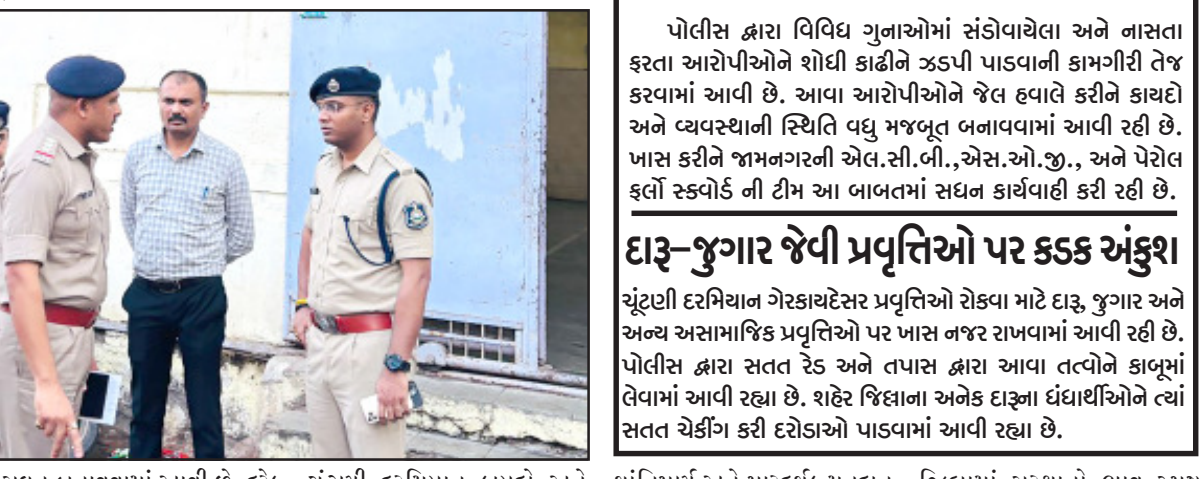 પોલીસ દ્વારા વિવિધ ગુનાઓમાં સંડોવાયેલા અને નાસતા
ફરતા આરોપીઓને શોધી કાઢીને ઝડપી પાડવાની કામગીરી તેજ
કરવામાં આવી છે. આવા આરોપીઓને જેલ હવાલે કરીને કાયદો
અને વ્યવસ્થાની સ્થિતિ વધુ મજબૂત બનાવવામાં આવી રહી છે.
ખાસ કરીને જામનગરની એલ.સી.બી.,એસ.ઓ.જી., અને પેરોલ
ફર્લો સ્કવોર્ડ ની ટીમ આ બાબતમાં સઘન કાર્યવાહી કરી રહી છે.
દારૂ-જુગાર જેવી પ્રવૃત્તિઓ પર કડક અંકુશ
ચૂંટણી દરમિયાન ગેરકાયદેસર પ્રવૃત્તિઓ રોકવા માટે દારૂ, જુગાર અને
અન્ય અસામાજિક પ્રવૃત્તિઓ પર ખાસ નજર રાખવામાં આવી રહી છે.
પોલીસ દ્વારા સતત રેડ અને તપાસ દ્વારા આવા તત્વોને કાબૂમાં
લેવામાં આવી રહ્યા છે. શહેર જિલ્લાના અનેક દારૂના ધંધાર્થીઓને ત્યાં
સતત ચેકીંગ કરી દરોડાઓ પાડવામાં આવી રહ્યા છે.